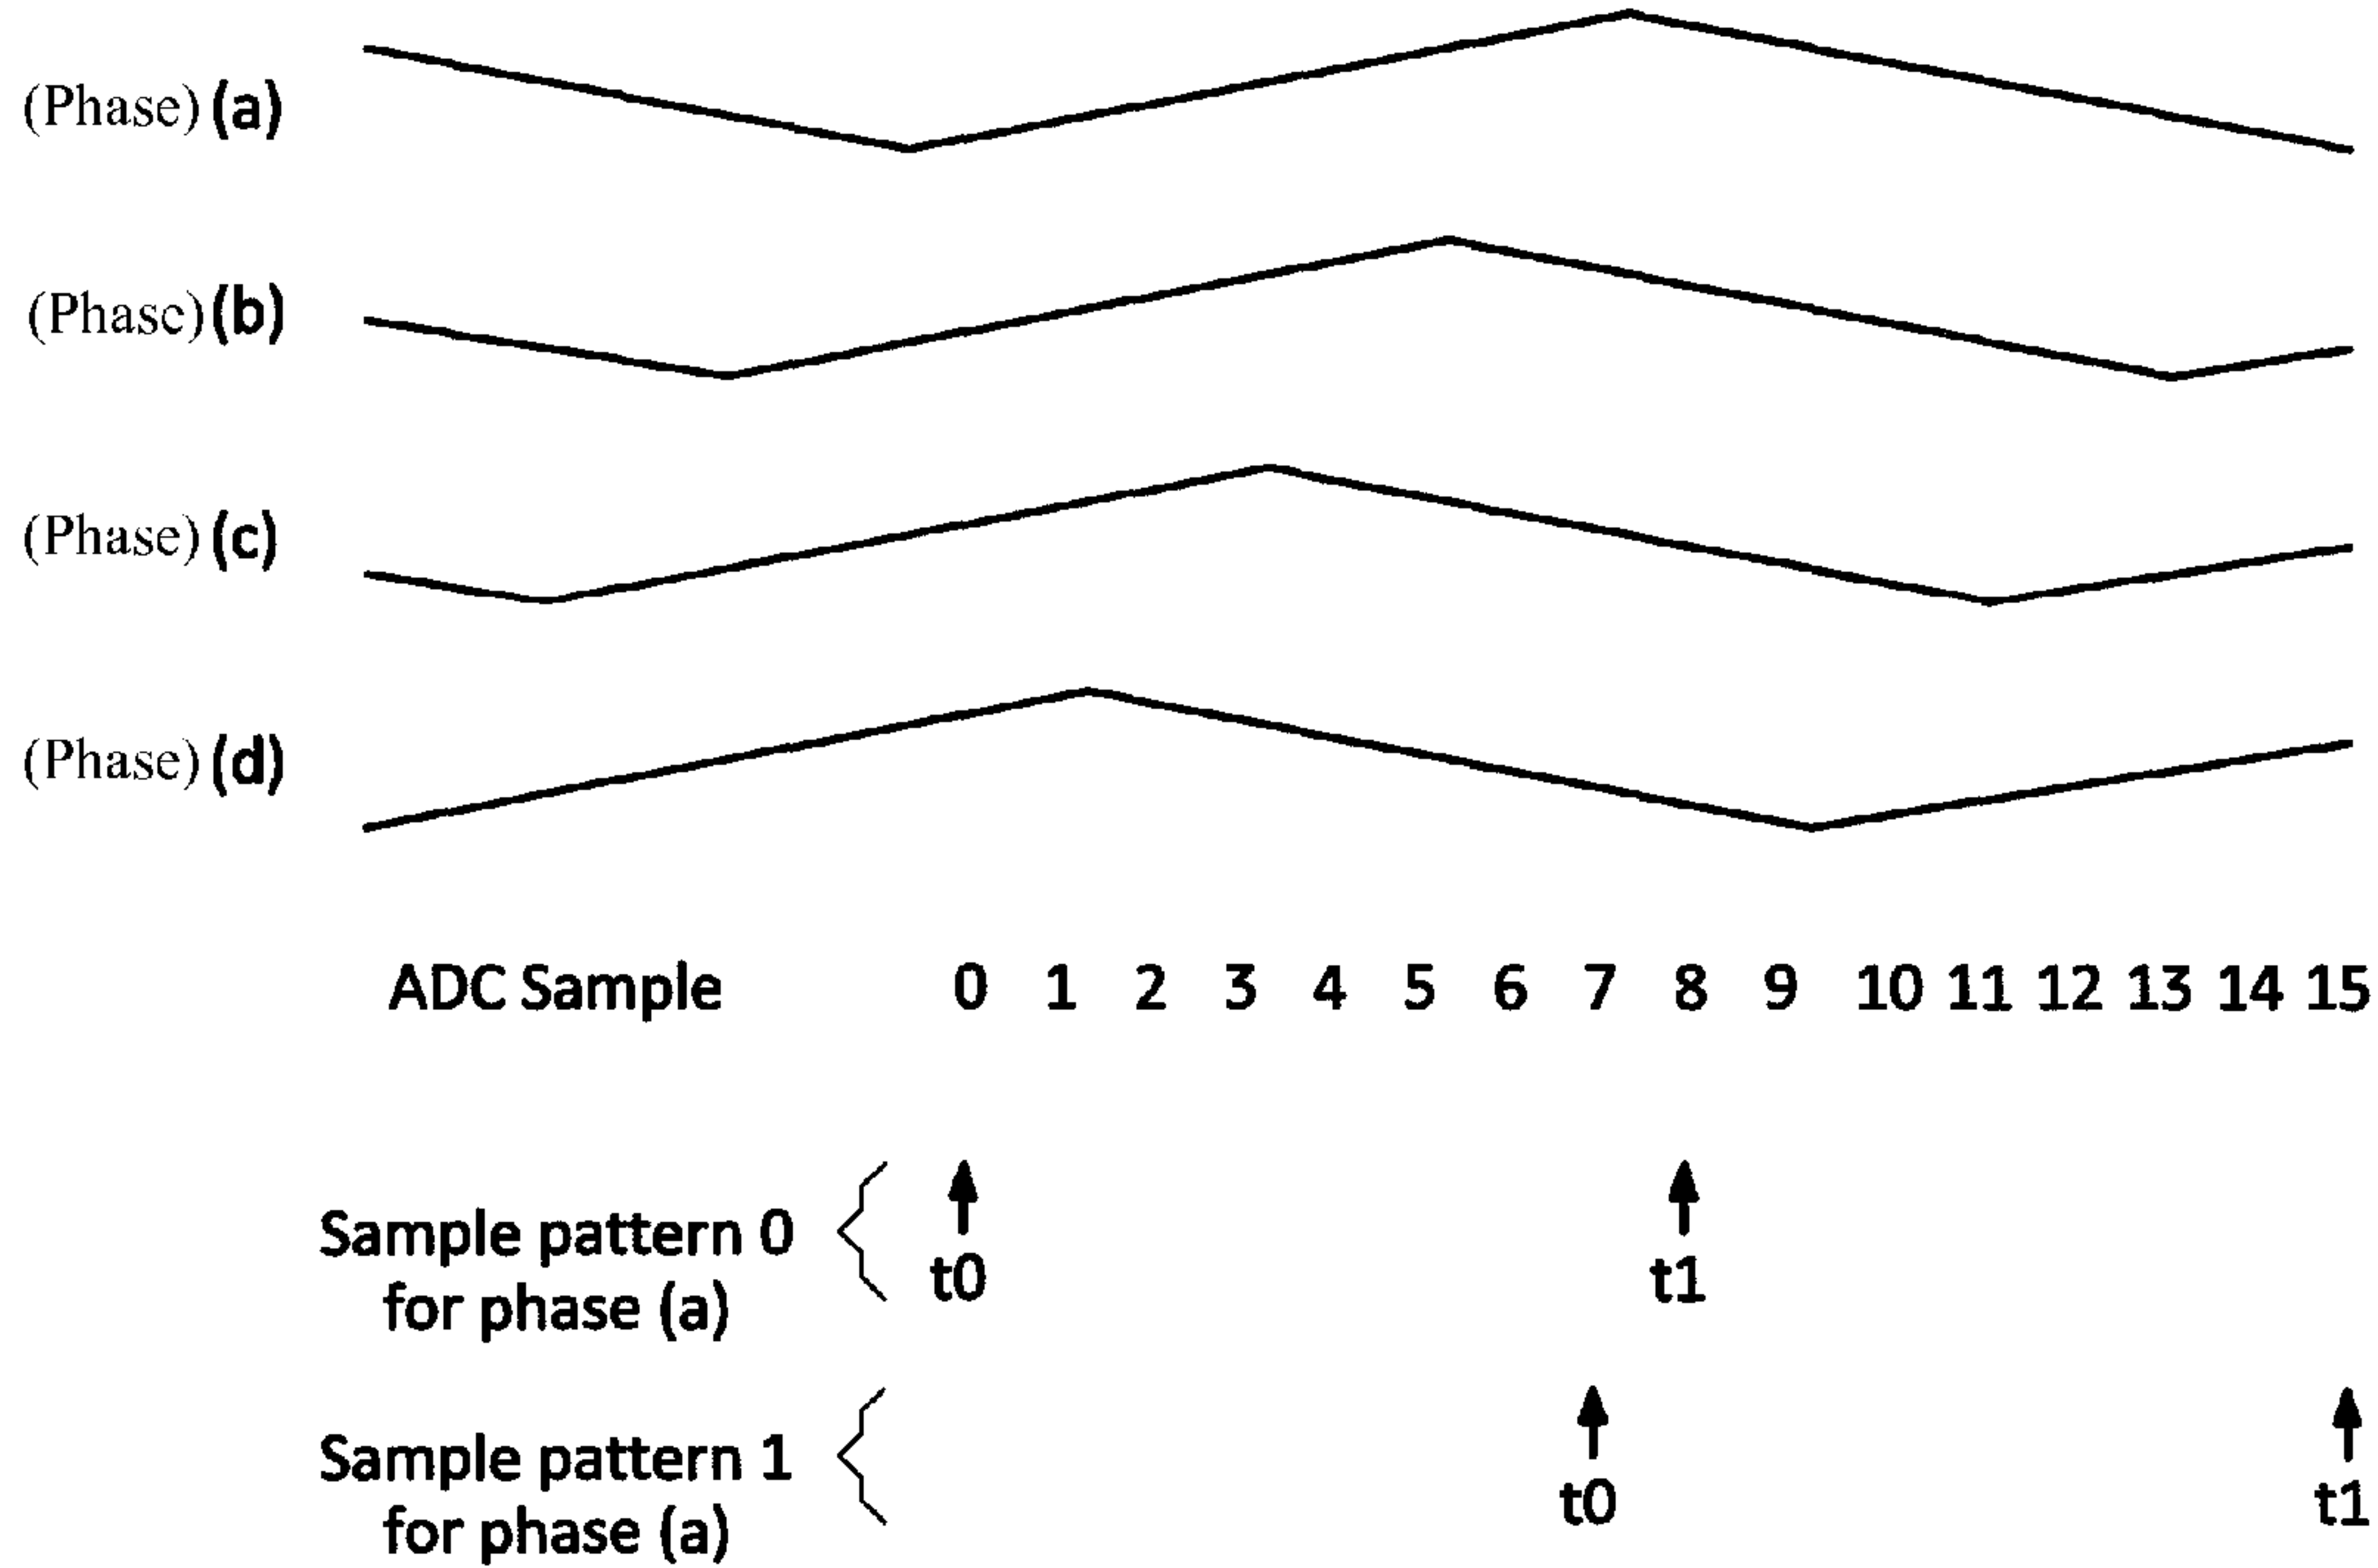 (Phase) (a)
(Phase) (b)
(Phase) (c)
(Phase) (d)
ADC Sample 0 1 2 3 4 5 6 7 8 9 10 11 12 13 14 15
Sample pattern 0
for phase (a)
t0 t1
Sample pattern 1
for phase (a)
t0 t1